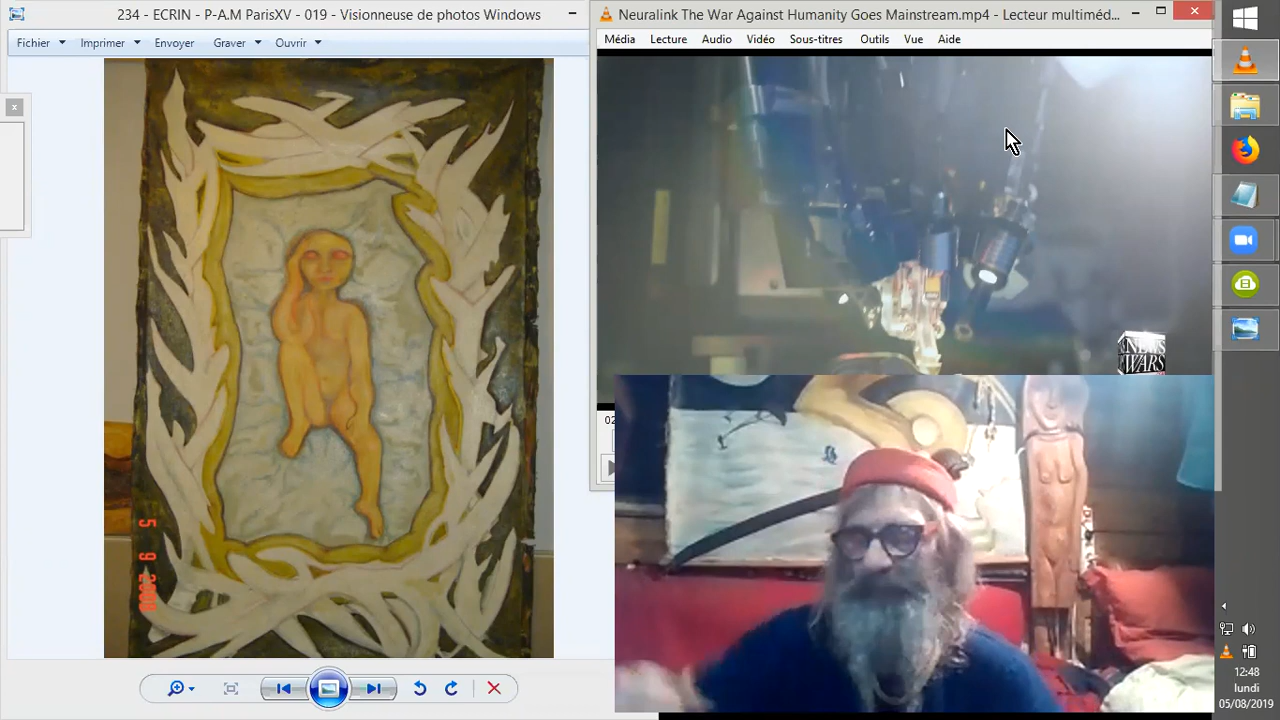 234 - ECRIN - P-A.M ParisXV - 019 - Visionneuse de photos Windows
Fichier Imprimer Envoyer Graver Ouvrir
x
5 9 2008
Neuralink The War Against Humanity Goes Mainstream.mp4 - Lecteur multiméd...
Média Lecture Audio Vidéo Sous-titres Outils Vue Aide
NEWS
WARS
02
12:48
lundi
05/08/2019